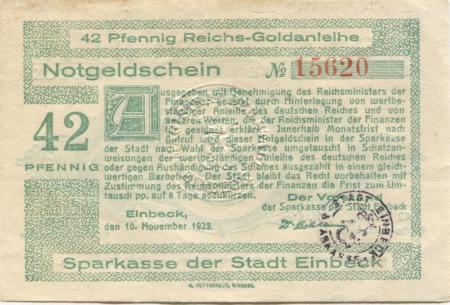 42 Pfennig Reichs-Goldanleihe
Notgeldschein № 15620
Ausgegeben mit Genehmigung des Reichsministers der
Finanzen, gedeckt durch Hinterlegung von wertbe-
ständiger Anleihe des deutschen Reiches und von
anderen Werten, die der Reichsminister der Finanzen
für geeignet erklärt. Innerhalb Monatsfrist nach
Aufruf wird dieser Notgeldschein in der Sparkasse
der Stadt nach Wahl der Sparkasse umgetauscht in Schatzan-
weisungen der wertbeständigen Anleihe des deutschen Reiches
oder gegen Aushändigung des Scheines ausgezahlt in einem gleich-
wertigen Barbetrag. Der Stadt bleibt das Recht vorbehalten mit
Zustimmung des Reichsministers der Finanzen die Frist zum Um-
tausch pp. auf 8 Tage abzukürzen.
42
PFENNIG
Einbeck,
den 10. November 1923.
Der Vor
der Sparkasse der Stadt Einbeck
EINBECK
Sparkasse der Stadt Einbeck
EINBECK.